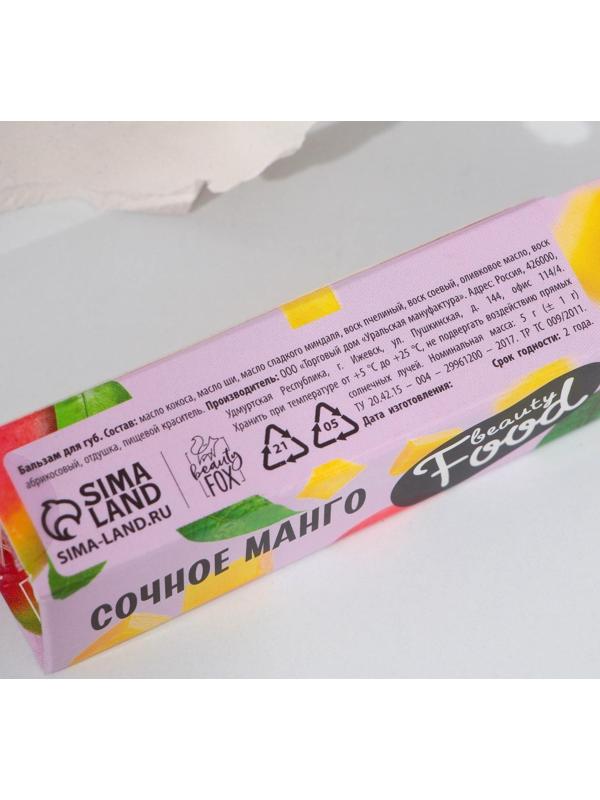 Бальзам для губ. Состав: масло кокоса, масло ши, масло сладкого миндаля, воск пчелиный, воск соевый, оливковое масло, воск
абрикосовый, отдушка, пищевой краситель. Производитель: ООО «Торговый дом «Уральская мануфактура». Адрес: Россия, 426000,
Удмуртская Республика, г. Ижевск, ул. Пушкинская, д. 144, офис 114/4.
Хранить при температуре от +5 °С до +25 °С, не подвергать воздействию прямых
солнечных лучей. Номинальная масса: 5 г (± 1 г)
ТУ 20.42.15 – 004 – 29961200 – 2017. ТР ТС 009/2011.
Дата изготовления: Срок годности: 2 года.
SIMA
LAND
SIMA-LAND.RU
beauty
FOX
21
05
beauty
Food
СОЧНОЕ МАНГО